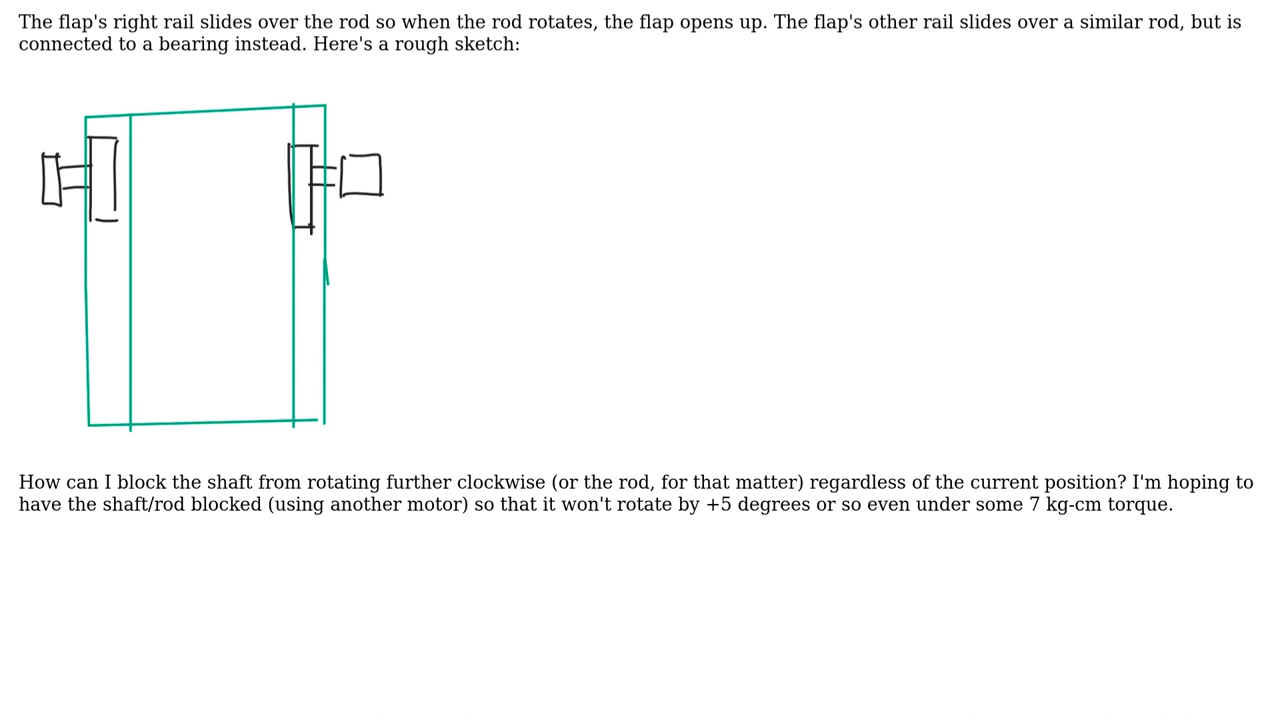 The flap's right rail slides over the rod so when the rod rotates, the flap opens up. The flap's other rail slides over a similar rod, but is
connected to a bearing instead. Here's a rough sketch:
How can I block the shaft from rotating further clockwise (or the rod, for that matter) regardless of the current position? I'm hoping to
have the shaft/rod blocked (using another motor) so that it won't rotate by +5 degrees or so even under some 7 kg-cm torque.